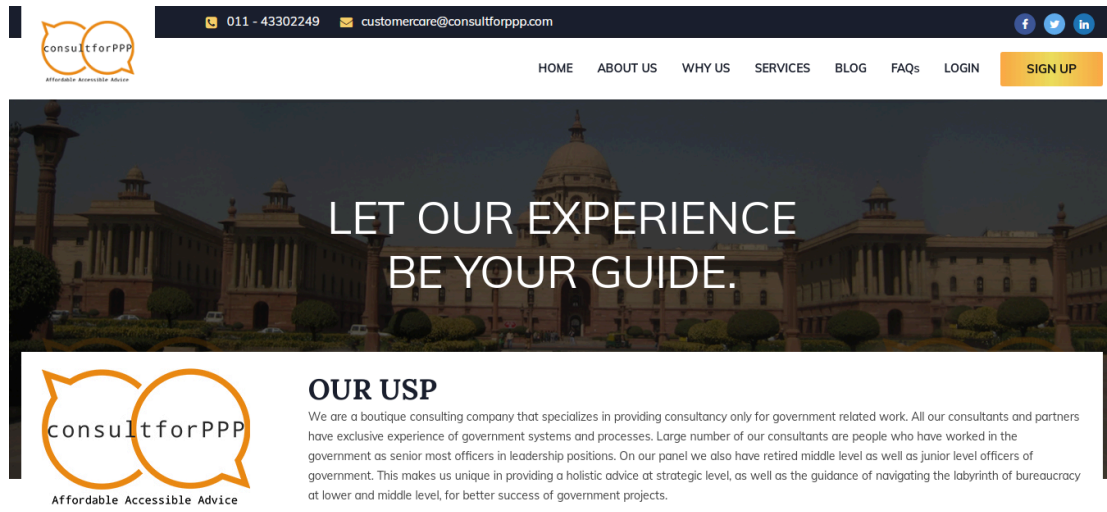 011 - 43302249 customercare@consultforppp.com
consultforPPP
Affordable Accessible Advice
HOME ABOUT US WHY US SERVICES BLOG FAQs LOGIN SIGN UP
LET OUR EXPERIENCE
BE YOUR GUIDE.
consultforPPP
Affordable Accessible Advice
OUR USP
We are a boutique consulting company that specializes in providing consultancy only for government related work. All our consultants and partners
have exclusive experience of government systems and processes. Large number of our consultants are people who have worked in the
government as senior most officers in leadership positions. On our panel we also have retired middle level as well as junior level officers of
government. This makes us unique in providing a holistic advice at strategic level, as well as the guidance of navigating the labyrinth of bureaucracy
at lower and middle level, for better success of government projects.